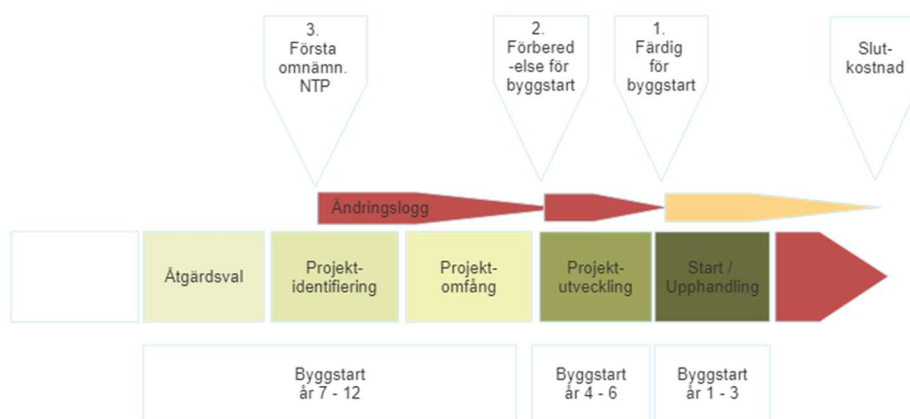 3.
Första
omnämn.
NTP
2.
Förbered
-else för
byggstart
1.
Färdig
för
byggstart
Slut-
kostnad
Ändringslogg
Åtgärdsval
Projekt-
identifiering
Projekt-
omfång
Projekt-
utveckling
Start /
Upphandling
Byggstart
år 7 - 12
Byggstart
år 4 - 6
Byggstart
år 1 - 3